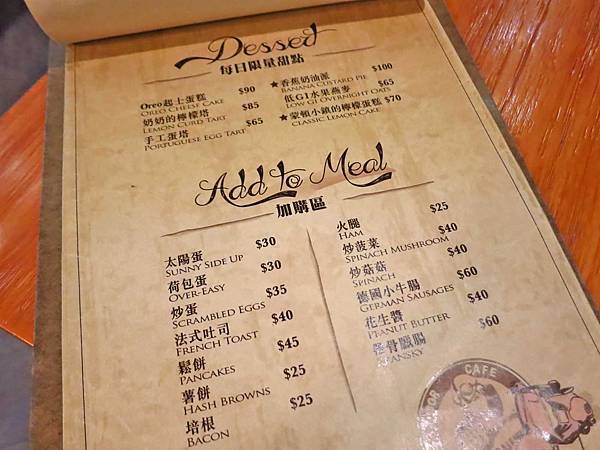 Dessert
每日限量甜點
Oreo起士蛋糕 $90
Oreo Cheese Cake
奶奶的檸檬塔 $85
Lemon Curd Tart
手工蛋塔 $65
Portuguese Egg Tart
★香蕉奶油派 $100
Banana Custard Pie
低GI水果燕麥 $65
Low GI Overnight Oats
★蒙頓小鎮的檸檬蛋糕 $70
Classic Lemon Cake
Add to Meal
加購區
太陽蛋 $30
Sunny Side Up
荷包蛋 $30
Over-Easy
炒蛋 $35
Scrambled Eggs
法式吐司 $40
French Toast
鬆餅 $45
Pancakes
薯餅 $25
Hash Browns
培根 $25
Bacon
火腿 $25
Ham
炒菠菜 $40
Spinach Mushroom
炒菇菇 $40
Spinach
德國小牛腸 $60
German Sausages
花生醬 $40
Peanut Butter
$60
CAFE